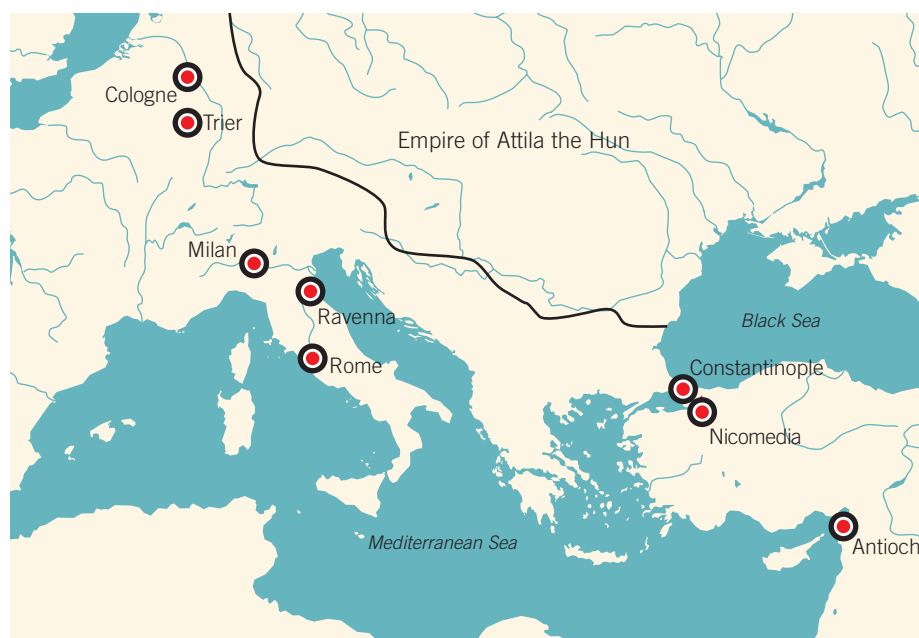 Cologne
Trier
Empire of Attila the Hun
Milan
Ravenna
Rome
Black Sea
Constantinople
Nicomedia
Mediterranean Sea
Antioch